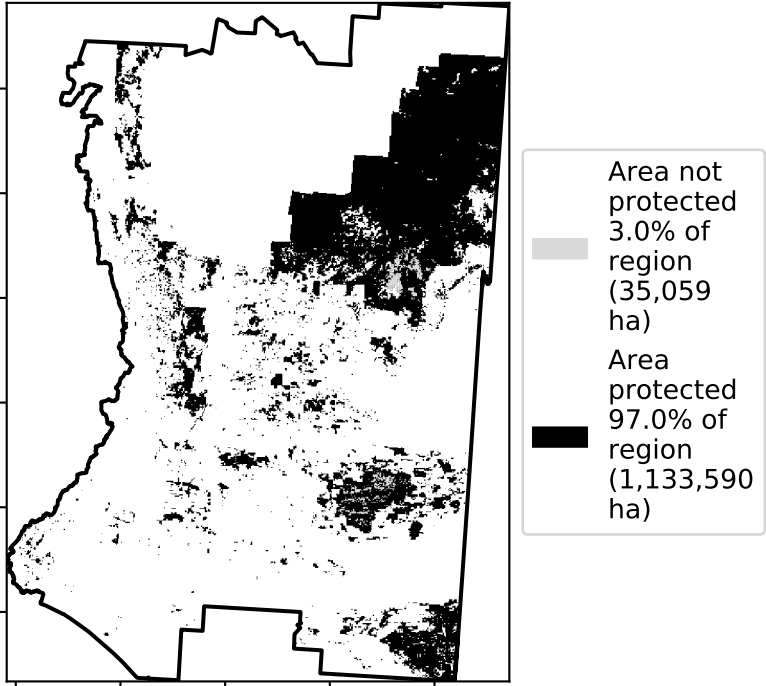 Area not
protected
3.0% of
region
(35,059
ha)
Area
protected
97.0% of
region
(1,133,590
ha)